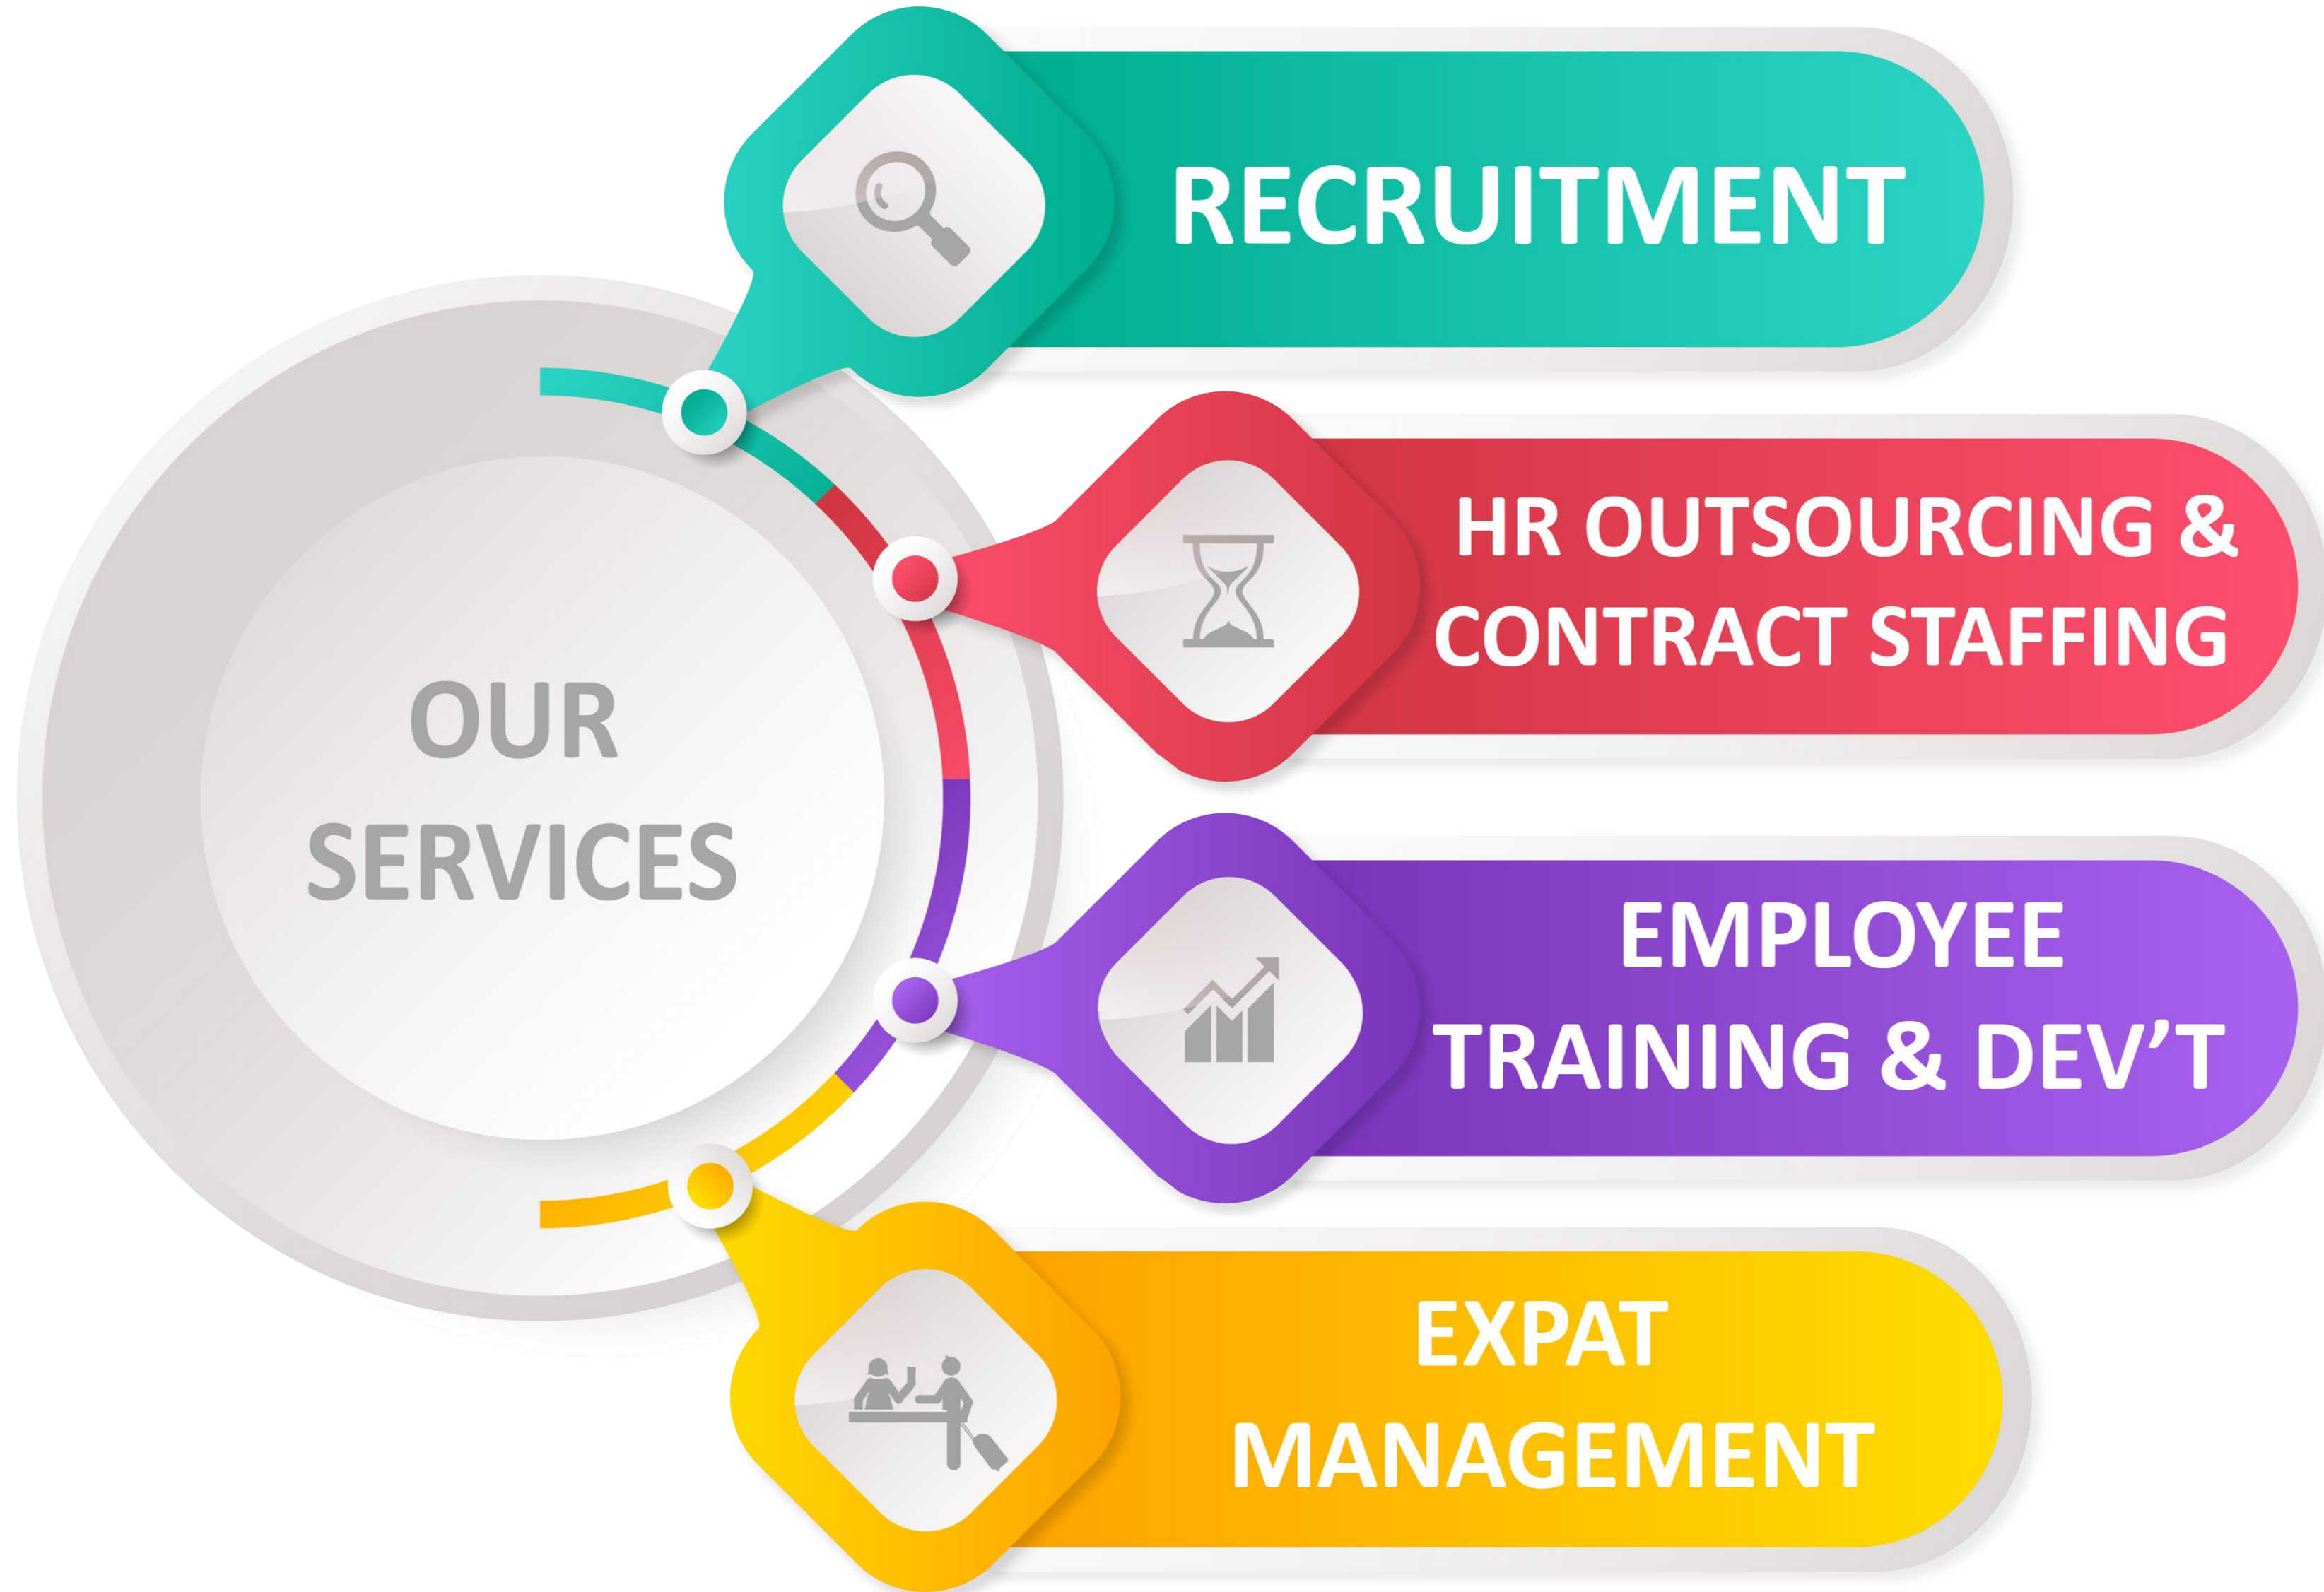 OUR
SERVICES
RECRUITMENT
HR OUTSOURCING &
CONTRACT STAFFING
EMPLOYEE
TRAINING & DEV’T
EXPAT
MANAGEMENT